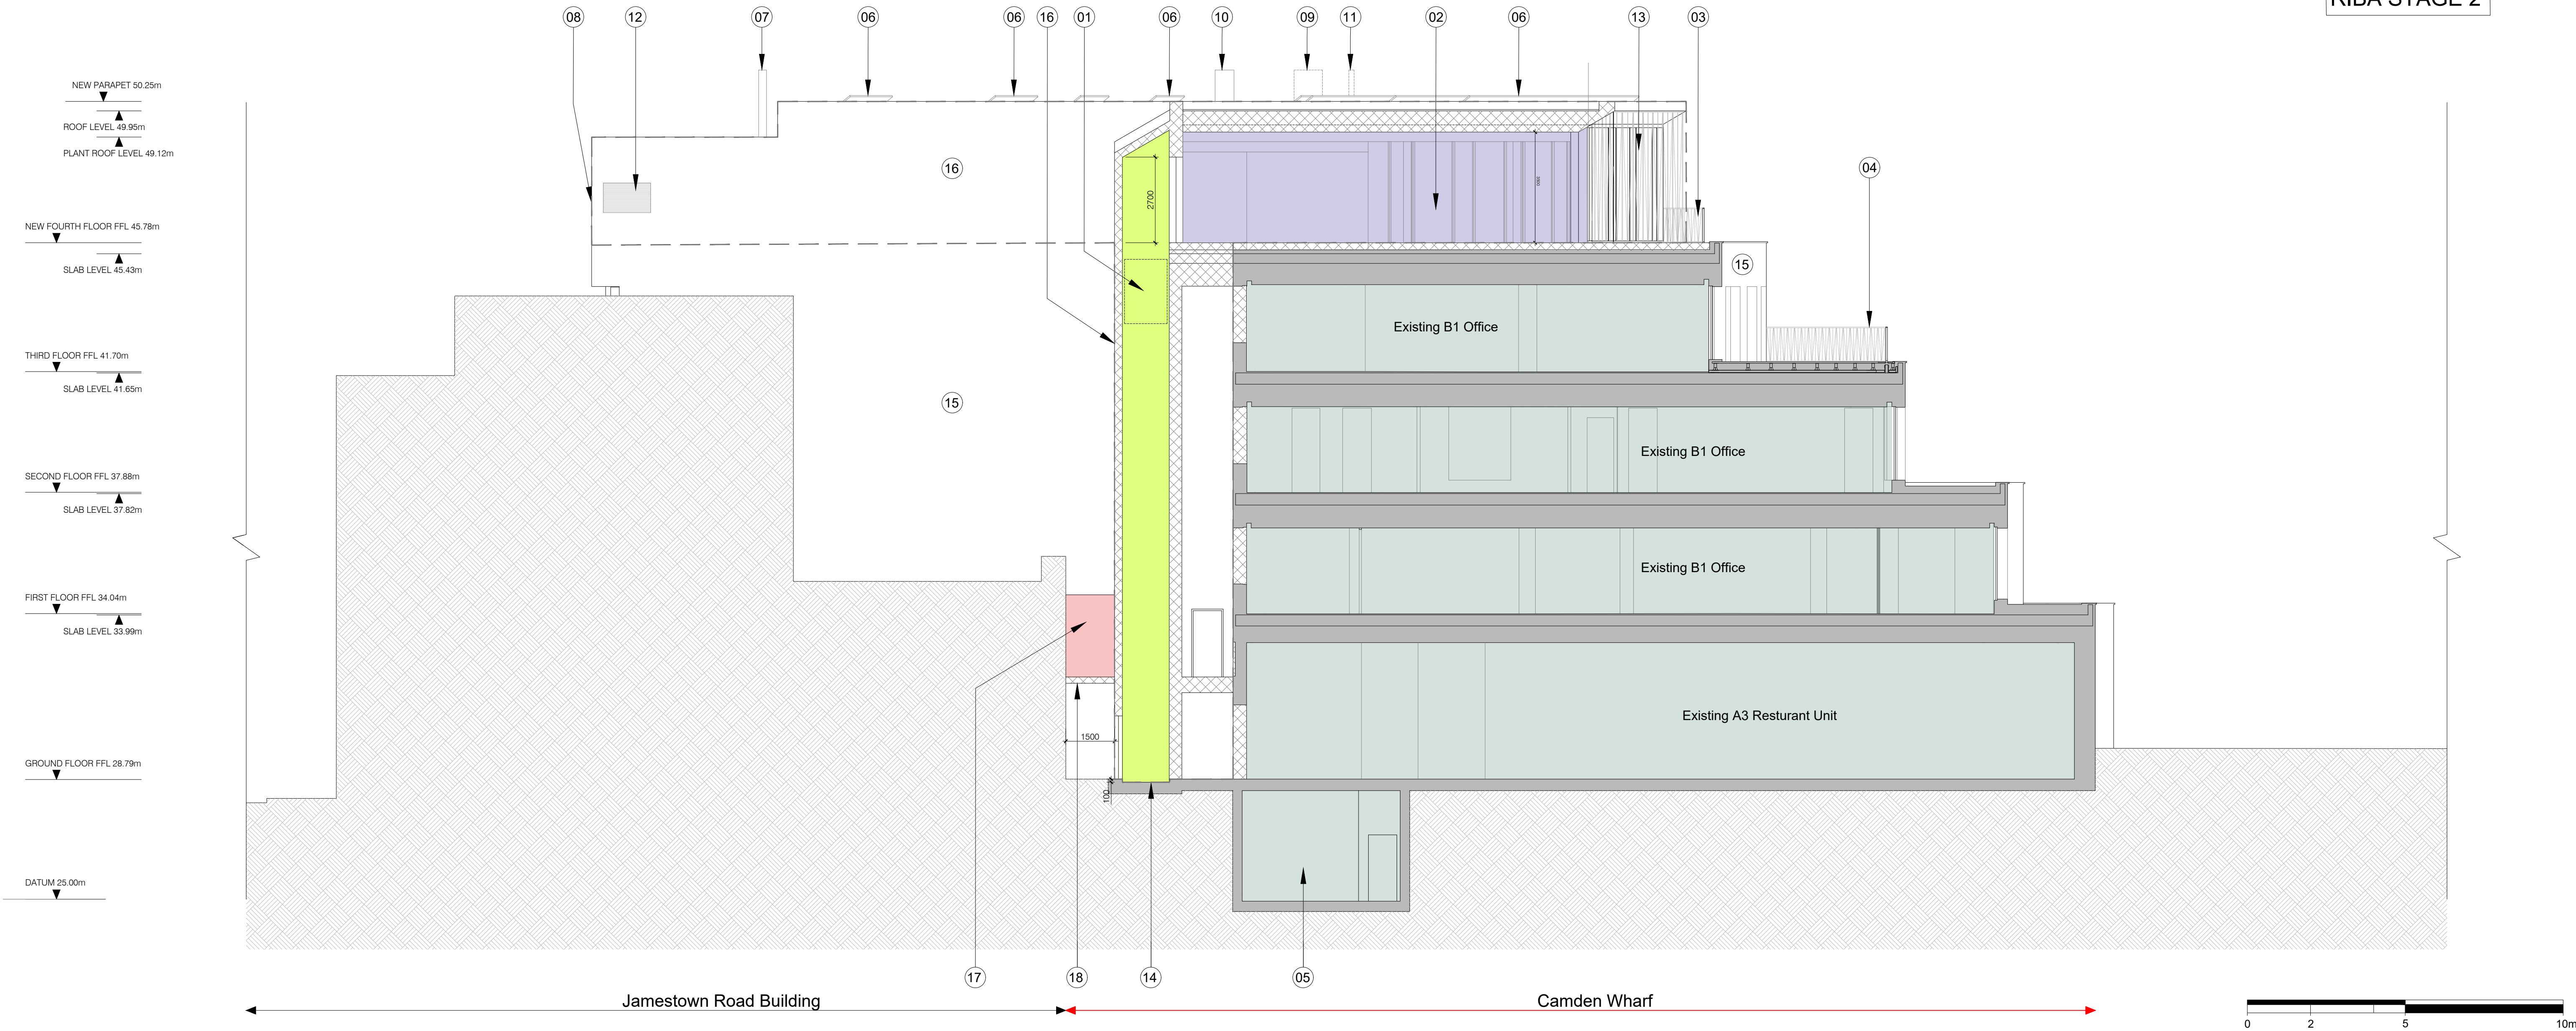 RIBA STAGE 2
08
12
07
06
06
16
01
06
10
09
11
02
06
13
03
NEW PARAPET 50.25m
ROOF LEVEL 49.95m
PLANT ROOF LEVEL 49.12m
16
04
2700
NEW FOURTH FLOOR FFL 45.78m
SLAB LEVEL 45.43m
15
Existing B1 Office
THIRD FLOOR FFL 41.70m
SLAB LEVEL 41.65m
15
Existing B1 Office
SECOND FLOOR FFL 37.88m
SLAB LEVEL 37.82m
Existing B1 Office
FIRST FLOOR FFL 34.04m
SLAB LEVEL 33.99m
Existing A3 Resturant Unit
1500
GROUND FLOOR FFL 28.79m
100
DATUM 25.00m
17
18
14
05
Jamestown Road Building
Camden Wharf
0 2 5 10m